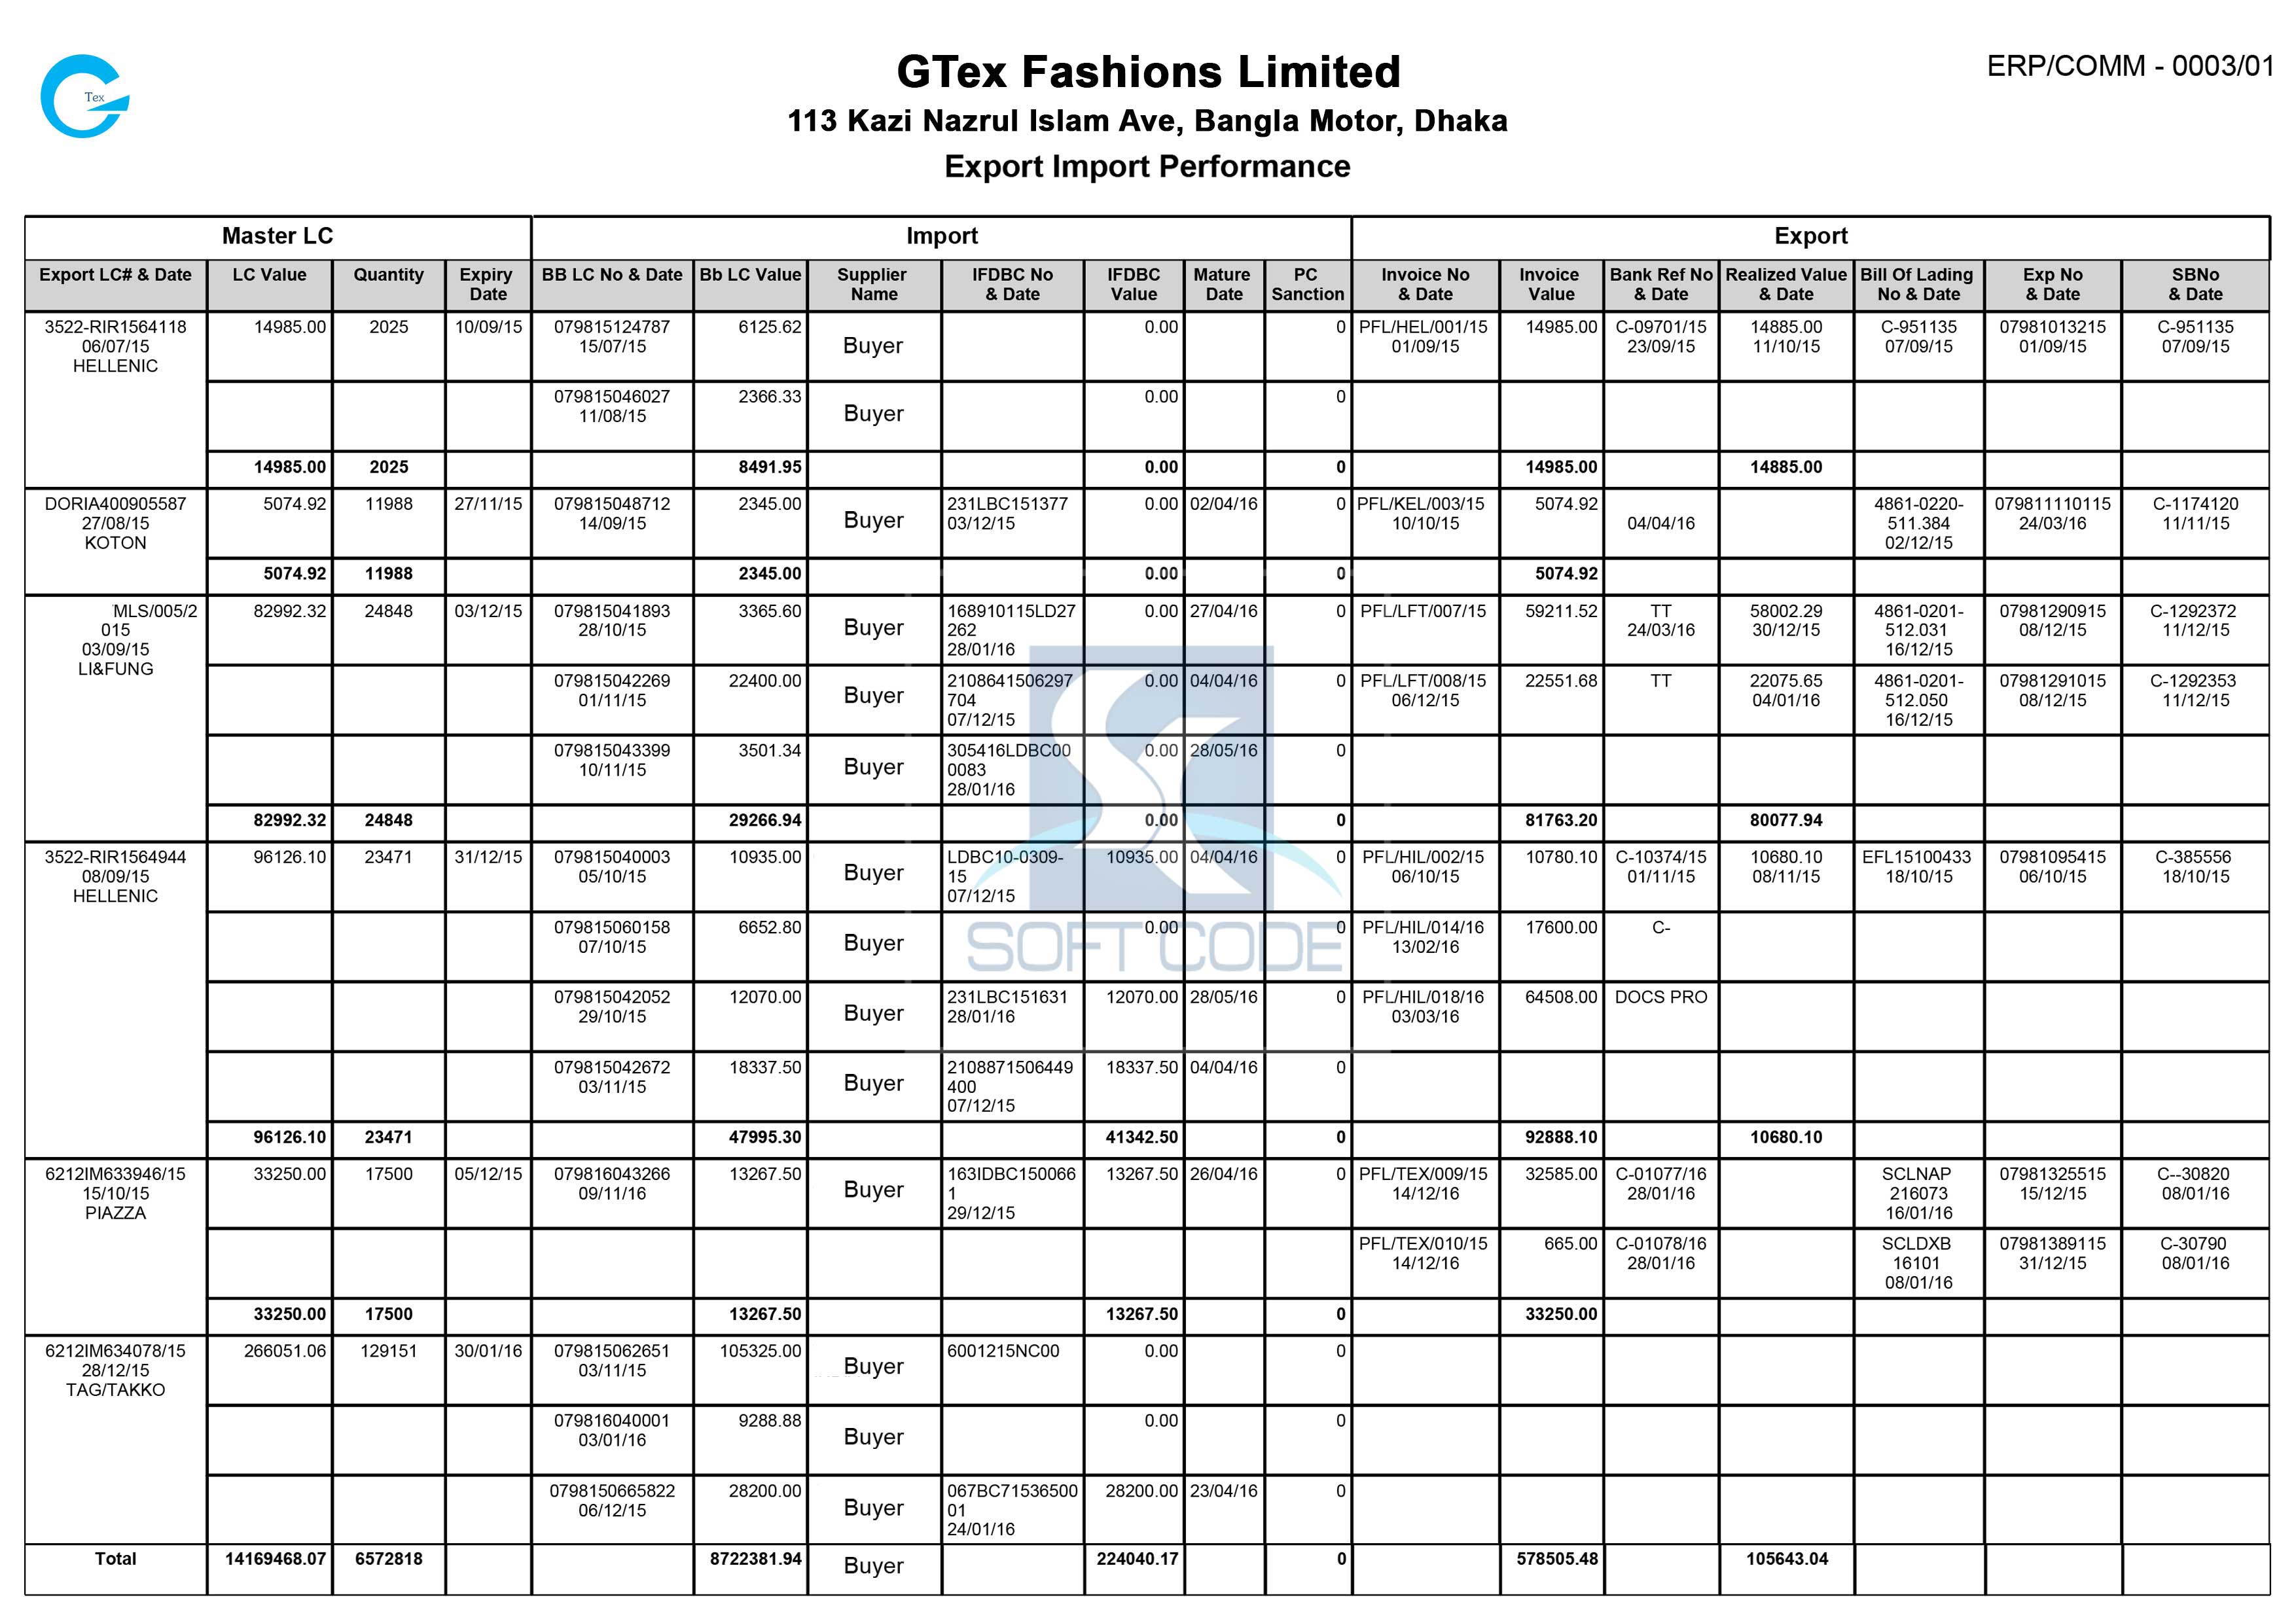 Tex
GTex Fashions Limited
ERP/COMM - 0003/01
113 Kazi Nazrul Islam Ave, Bangla Motor, Dhaka
Export Import Performance
Master LC Import Export
Export LC# & Date LC Value Quantity Expiry Date BB LC No & Date Bb LC Value Supplier Name IFDBC No & Date IFDBC Value Mature Date PC Sanction Invoice No & Date Invoice Value Bank Ref No & Date Realized Value & Date Bill Of Lading No & Date Exp No & Date SBNo & Date
3522-RIR1564118 14985.00 2025 10/09/15 079815124787 6125.62 Buyer 0.00 0 PFL/HEL/001/15 14985.00 C-09701/15 14885.00 C-951135 07981013215 C-951135
06/07/15 15/07/15 01/09/15 23/09/15 11/10/15 07/09/15 01/09/15 07/09/15
HELLENIC
079815046027 2366.33 Buyer 0.00 0
11/08/15
14985.00 2025 8491.95 0.00 0 14985.00 14885.00
DORIA400905587 5074.92 11988 27/11/15 079815048712 2345.00 Buyer 231LBC151377 0.00 02/04/16 0 PFL/KEL/003/15 5074.92 4861-0220- 079811110115 C-1174120
27/08/15 14/09/15 03/12/15 10/10/15 04/04/16 511.384 24/03/16 11/11/15
KOTON 02/12/15
5074.92 11988 2345.00 0.00 0 5074.92
MLS/005/2 82992.32 24848 03/12/15 079815041893 3365.60 Buyer 168910115LD27 0.00 27/04/16 0 PFL/LFT/007/15 59211.52 TT 58002.29 4861-0201- 07981290915 C-1292372
015 28/10/15 262 24/03/16 30/12/15 512.031 08/12/15 11/12/15
03/09/15 28/01/16 16/12/15
LI&FUNG
079815042269 22400.00 Buyer 2108641506297 0.00 04/04/16 0 PFL/LFT/008/15 22551.68 TT 22075.65 4861-0201- 07981291015 C-1292353
01/11/15 704 06/12/15 04/01/16 512.050 08/12/15 11/12/15
07/12/15 16/12/15
079815043399 3501.34 Buyer 305416LDBC00 0.00 28/05/16 0
10/11/15 0083
28/01/16
82992.32 24848 29266.94 0.00 0 81763.20 80077.94
3522-RIR1564944 96126.10 23471 31/12/15 079815040003 10935.00 Buyer LDBC10-0309- 10935.00 04/04/16 0 PFL/HIL/002/15 10780.10 C-10374/15 10680.10 EFL15100433 07981095415 C-385556
08/09/15 05/10/15 15 06/10/15 01/11/15 08/11/15 18/10/15 06/10/15 18/10/15
HELLENIC 07/12/15
079815060158 6652.80 Buyer 0.00 0 PFL/HIL/014/16 17600.00 C-
07/10/15 13/02/16
SOFT CODE
079815042052 12070.00 Buyer 231LBC151631 12070.00 28/05/16 0 PFL/HIL/018/16 64508.00 DOCS PRO
29/10/15 28/01/16 03/03/16
079815042672 18337.50 Buyer 2108871506449 18337.50 04/04/16 0
03/11/15 400
07/12/15
96126.10 23471 47995.30 41342.50 0 92888.10 10680.10
6212IM633946/15 33250.00 17500 05/12/15 079816043266 13267.50 Buyer 163IDBC150066 13267.50 26/04/16 0 PFL/TEX/009/15 32585.00 C-01077/16 SCLNAP 07981325515 C--30820
15/10/15 09/11/16 1 14/12/16 28/01/16 216073 15/12/15 08/01/16
PIAZZA 29/12/15 16/01/16
PFL/TEX/010/15 665.00 C-01078/16 SCLDXB 07981389115 C-30790
14/12/16 28/01/16 16101 31/12/15 08/01/16
08/01/16
33250.00 17500 13267.50 13267.50 0 33250.00
6212IM634078/15 266051.06 129151 30/01/16 079815062651 105325.00 Buyer 6001215NC00 0.00 0
28/12/15 03/11/15
TAG/TAKKO
079816040001 9288.88 Buyer 0.00 0
03/01/16
0798150665822 28200.00 Buyer 067BC71536500 28200.00 23/04/16 0
06/12/15 01
24/01/16
Total 14169468.07 6572818 8722381.94 Buyer 224040.17 0 578505.48 105643.04